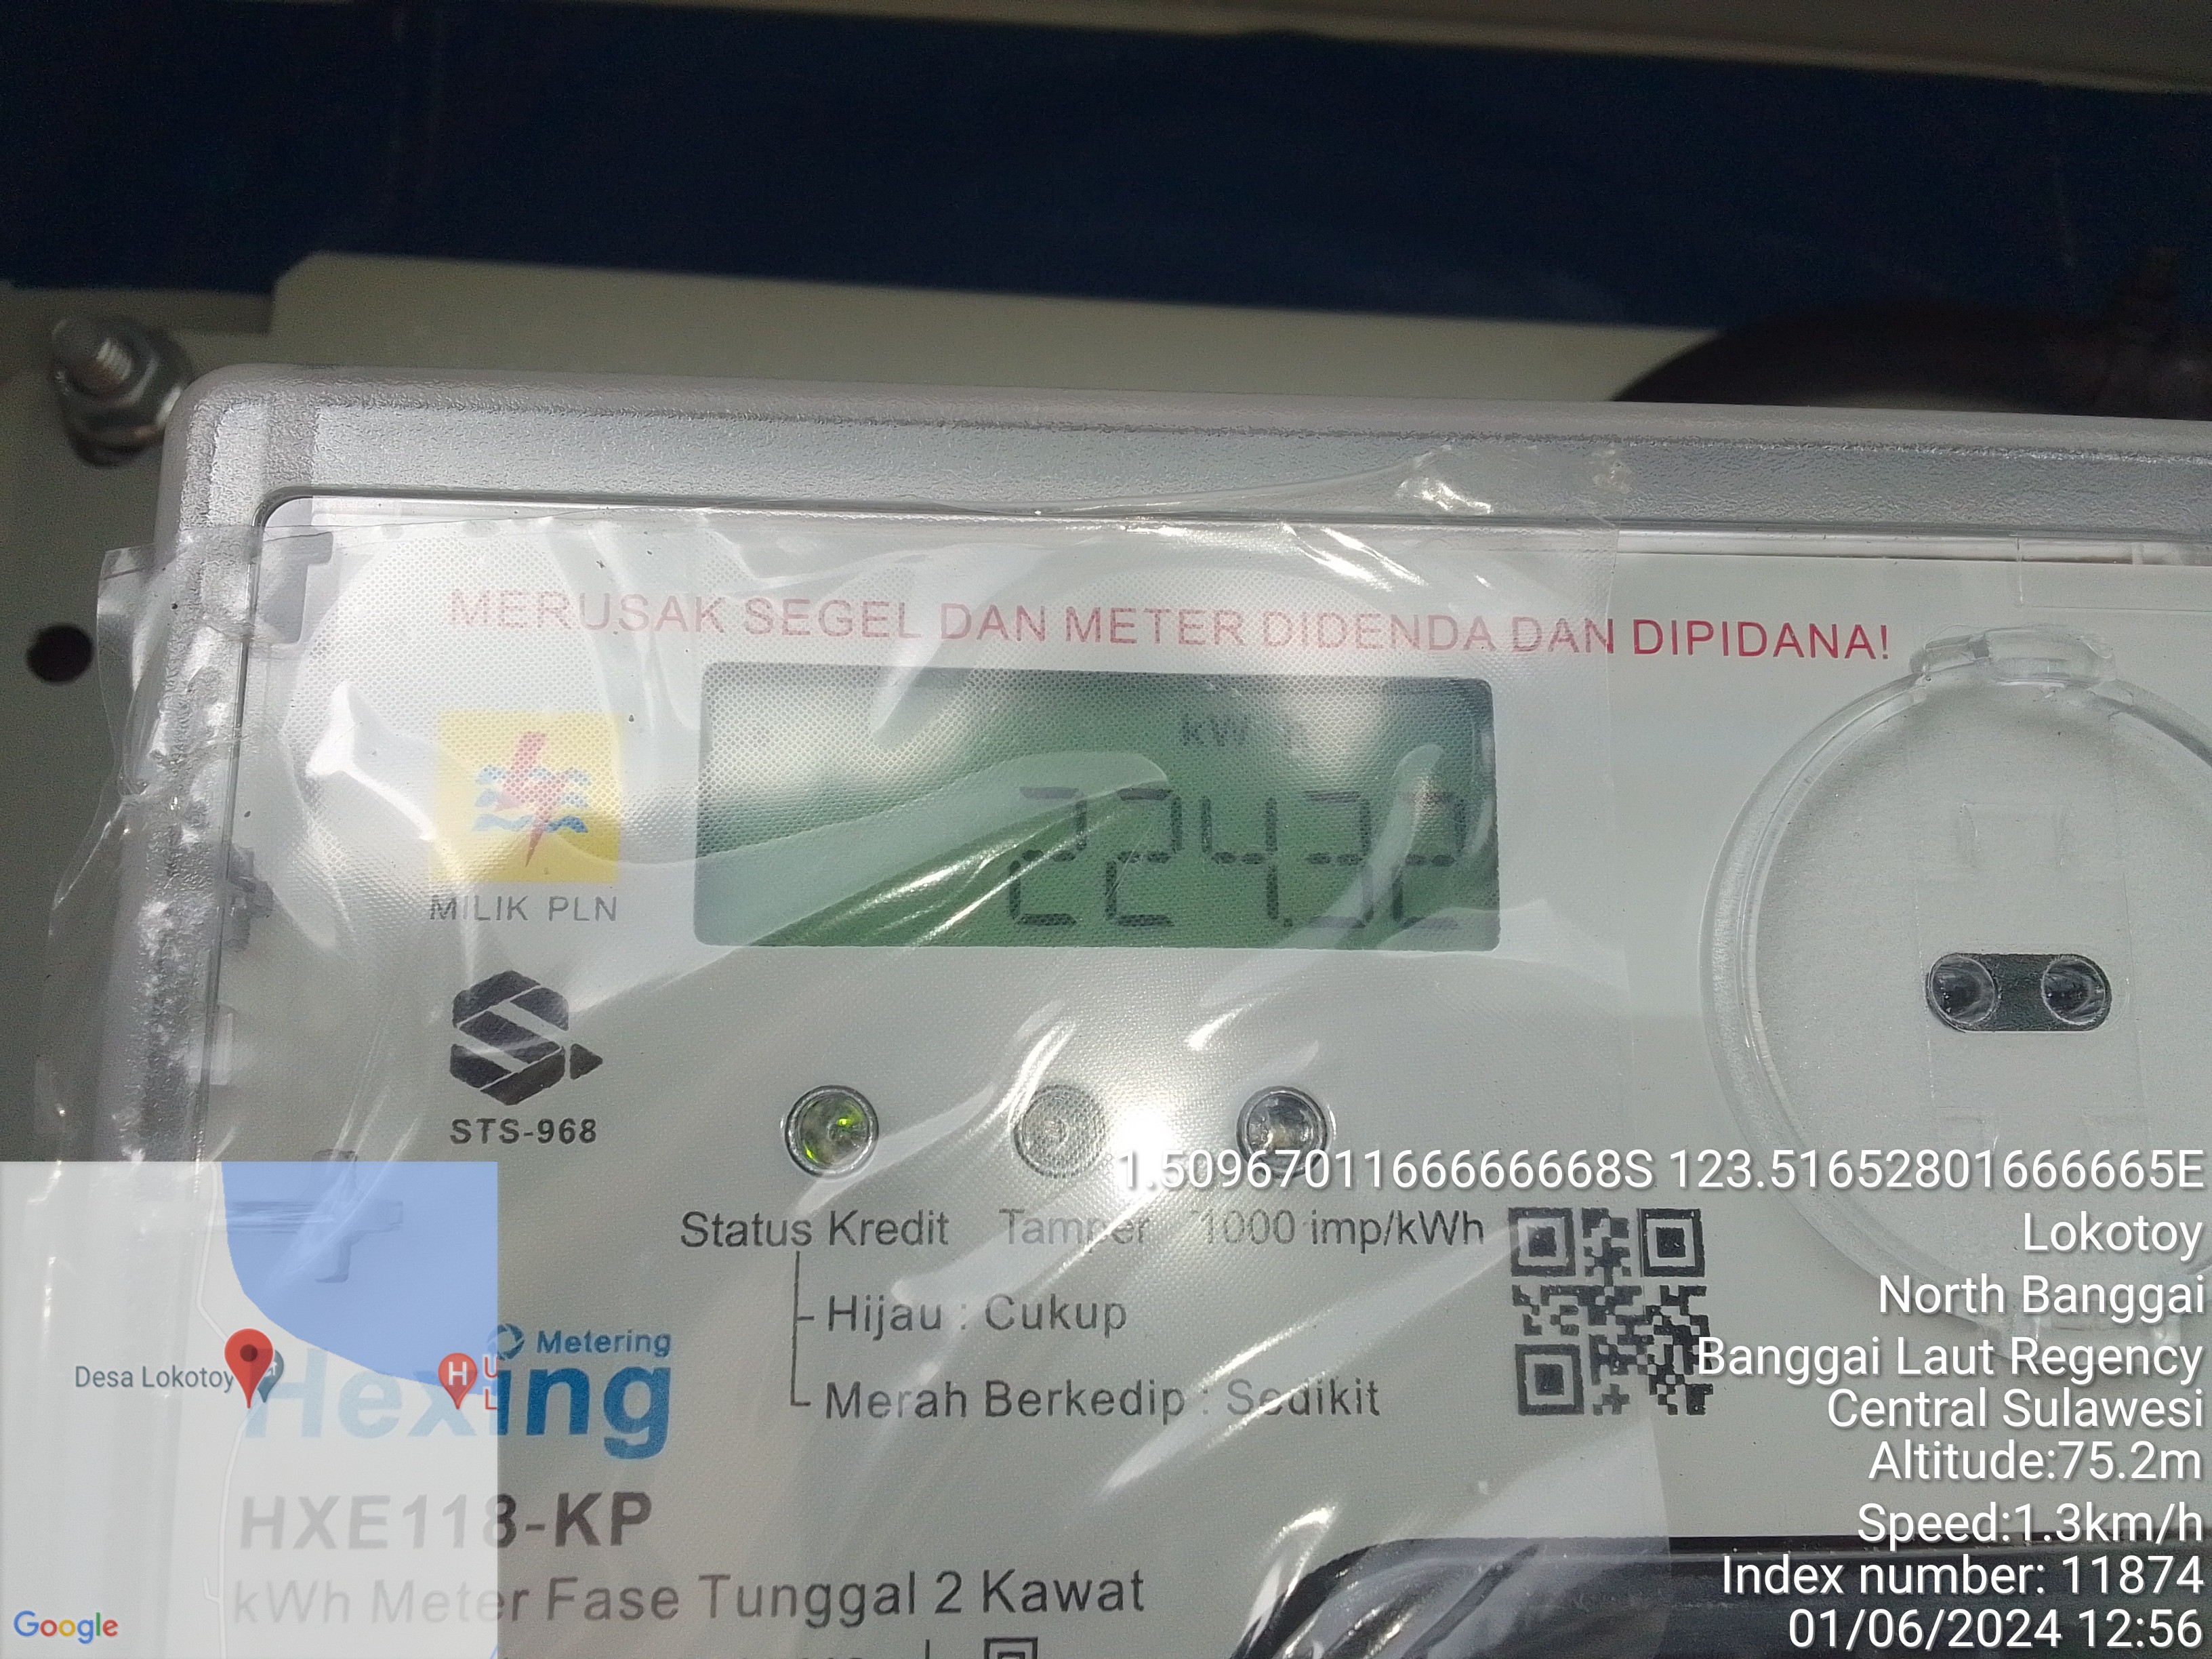 MERUSAK SEGEL DAN METER DIDENDA DAN DIPIDANA!
kW
224.32
MILIK PLN
STS-968
Status Kredit Tamper 1000 imp/kWh
Hijau : Cukup
Merah Berkedip : Sedikit
Metering
Hexing
HXE118-KP
kWh Meter Fase Tunggal 2 Kawat
Desa Lokotoy
H
U
L
Google
1.5096701166666668S 123.51652801666665E
Lokotoy
North Banggai
Banggai Laut Regency
Central Sulawesi
Altitude:75.2m
Speed:1.3km/h
Index number: 11874
01/06/2024 12:56